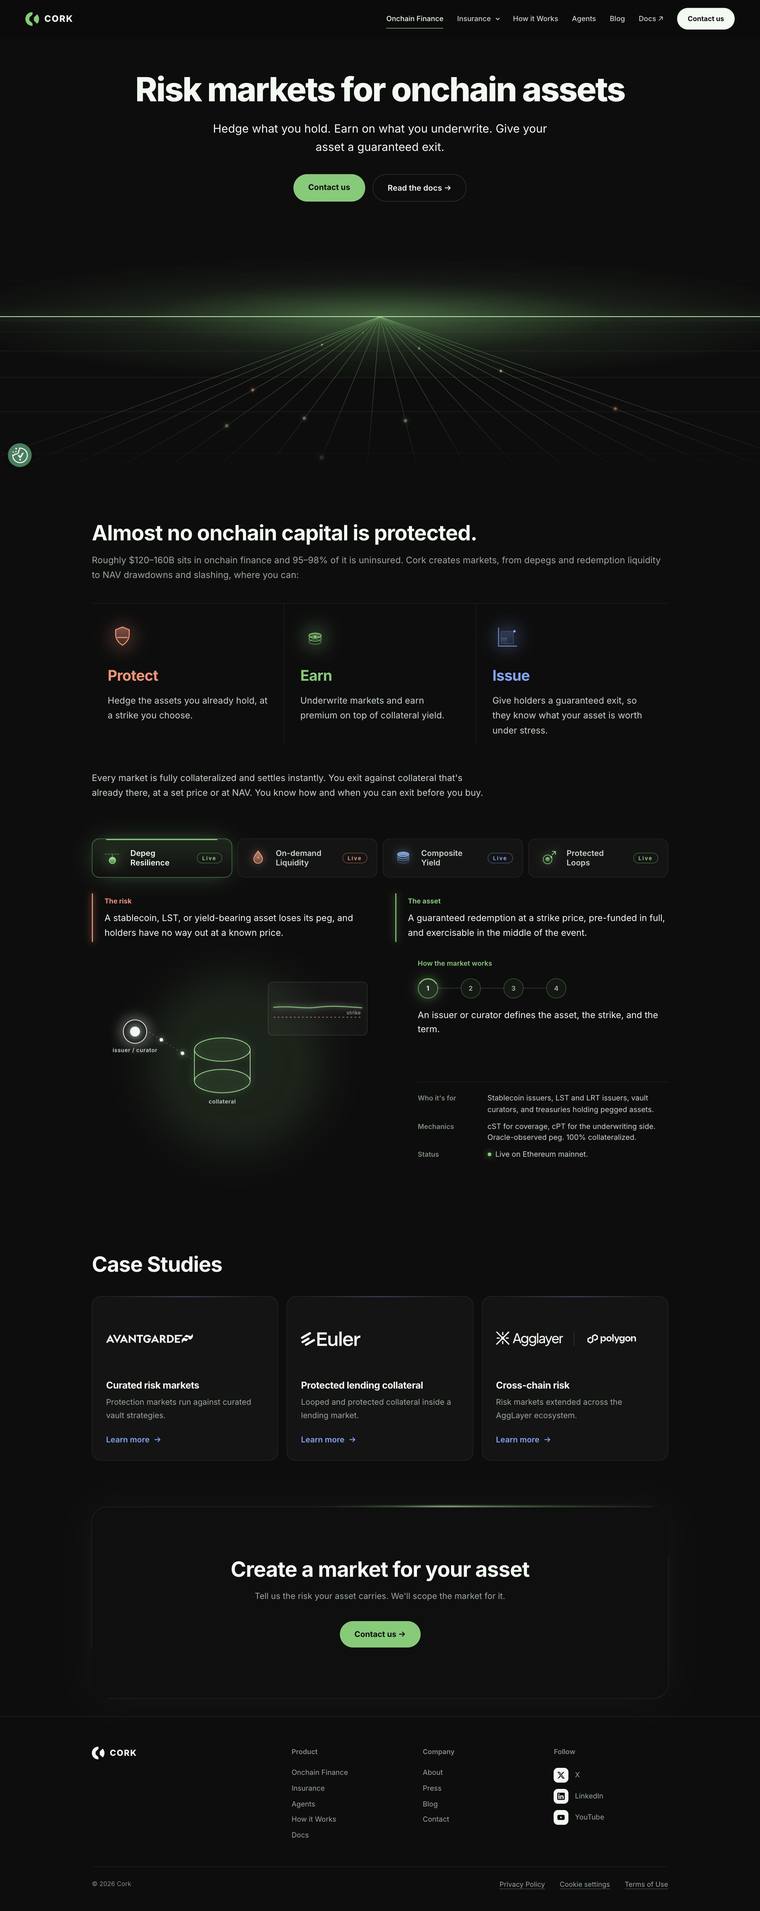 CORK
Onchain Finance
Insurance
How it Works
Agents
Blog
Docs ↗
Contact us
Risk markets for onchain assets
Hedge what you hold. Earn on what you underwrite. Give your
asset a guaranteed exit.
Contact us
Read the docs →
Almost no onchain capital is protected.
Roughly $120–160B sits in onchain finance and 95–98% of it is uninsured. Cork creates markets, from depegs and redemption liquidity
to NAV drawdowns and slashing, where you can:
Protect
Hedge the assets you already hold, at
a strike you choose.
Earn
Underwrite markets and earn
premium on top of collateral yield.
Issue
Give holders a guaranteed exit, so
they know what your asset is worth
under stress.
Every market is fully collateralized and settles instantly. You exit against collateral that's
already there, at a set price or at NAV. You know how and when you can exit before you buy.
Depeg
Resilience
Live
On-demand
Liquidity
Live
Composite
Yield
Live
Protected
Loops
Live
The risk
A stablecoin, LST, or yield-bearing asset loses its peg, and
holders have no way out at a known price.
The asset
A guaranteed redemption at a strike price, pre-funded in full,
and exercisable in the middle of the event.
strike
issuer / curator
collateral
How the market works
1
2
3
4
An issuer or curator defines the asset, the strike, and the
term.
Who it's for
Stablecoin issuers, LST and LRT issuers, vault
curators, and treasuries holding pegged assets.
Mechanics
cST for coverage, cPT for the underwriting side.
Oracle-observed peg. 100% collateralized.
Status
Live on Ethereum mainnet.
Case Studies
AVANTGARDE
Curated risk markets
Protection markets run against curated
vault strategies.
Learn more →
Euler
Protected lending collateral
Looped and protected collateral inside a
lending market.
Learn more →
Agglayer
polygon
Cross-chain risk
Risk markets extended across the
AggLayer ecosystem.
Learn more →
Create a market for your asset
Tell us the risk your asset carries. We'll scope the market for it.
Contact us →
CORK
Product
Onchain Finance
Insurance
Agents
How it Works
Docs
Company
About
Press
Blog
Contact
Follow
X
LinkedIn
YouTube
© 2026 Cork
Privacy Policy
Cookie settings
Terms of Use